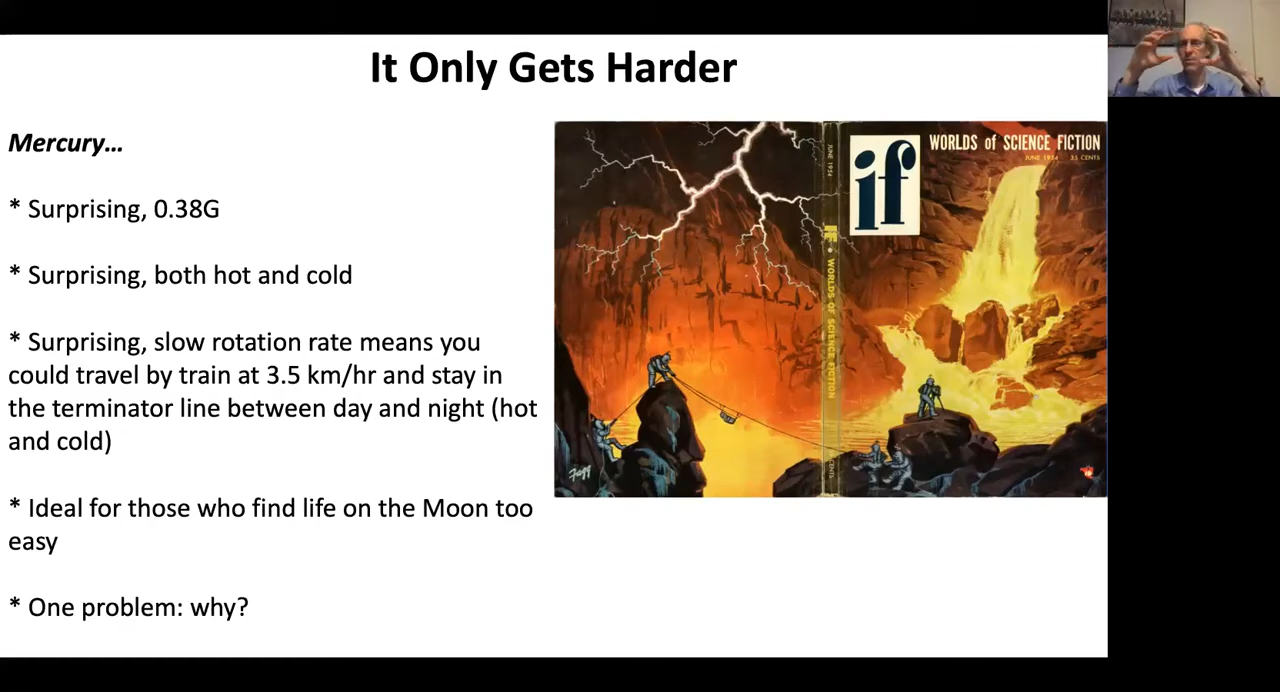 It Only Gets Harder
Mercury...
* Surprising, 0.38G
* Surprising, both hot and cold
* Surprising, slow rotation rate means you
could travel by train at 3.5 km/hr and stay in
the terminator line between day and night (hot
and cold)
* Ideal for those who find life on the Moon too
easy
* One problem: why?
JUNE 1954
IF • WORLDS OF SCIENCE FICTION
CENTS
if
WORLDS of SCIENCE FICTION
JUNE 1954 35 CENTS